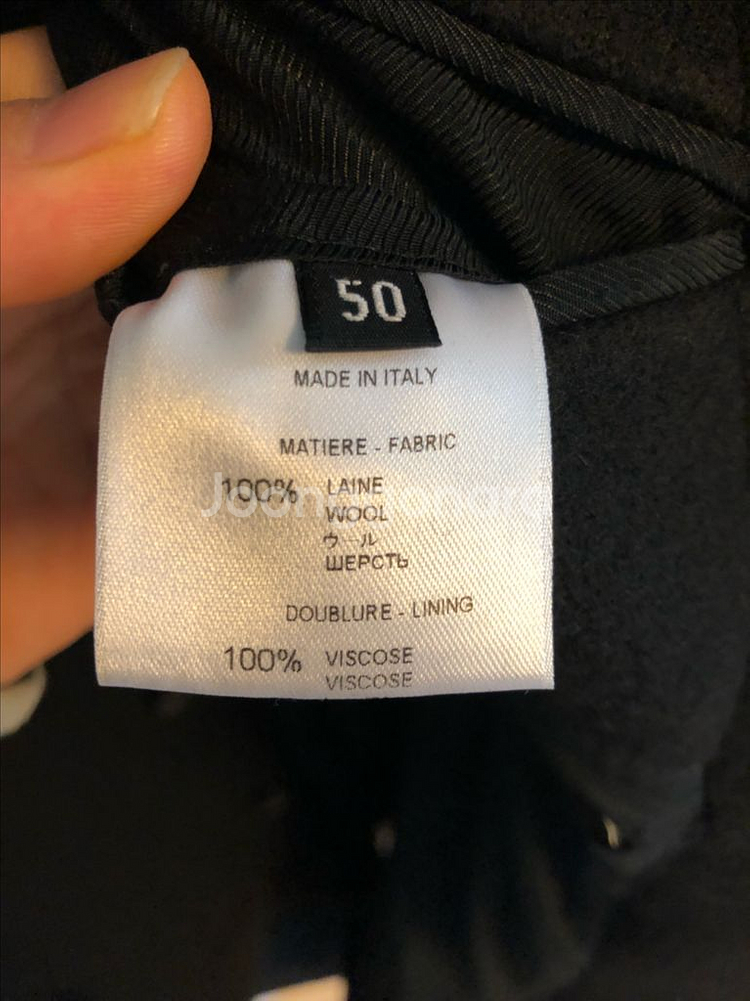 50
MADE IN ITALY
MATIERE - FABRIC
100% LAINE
WOOL
ウール
ШЕРСТЬ
DOUBLURE - LINING
100% VISCOSE
VISCOSE